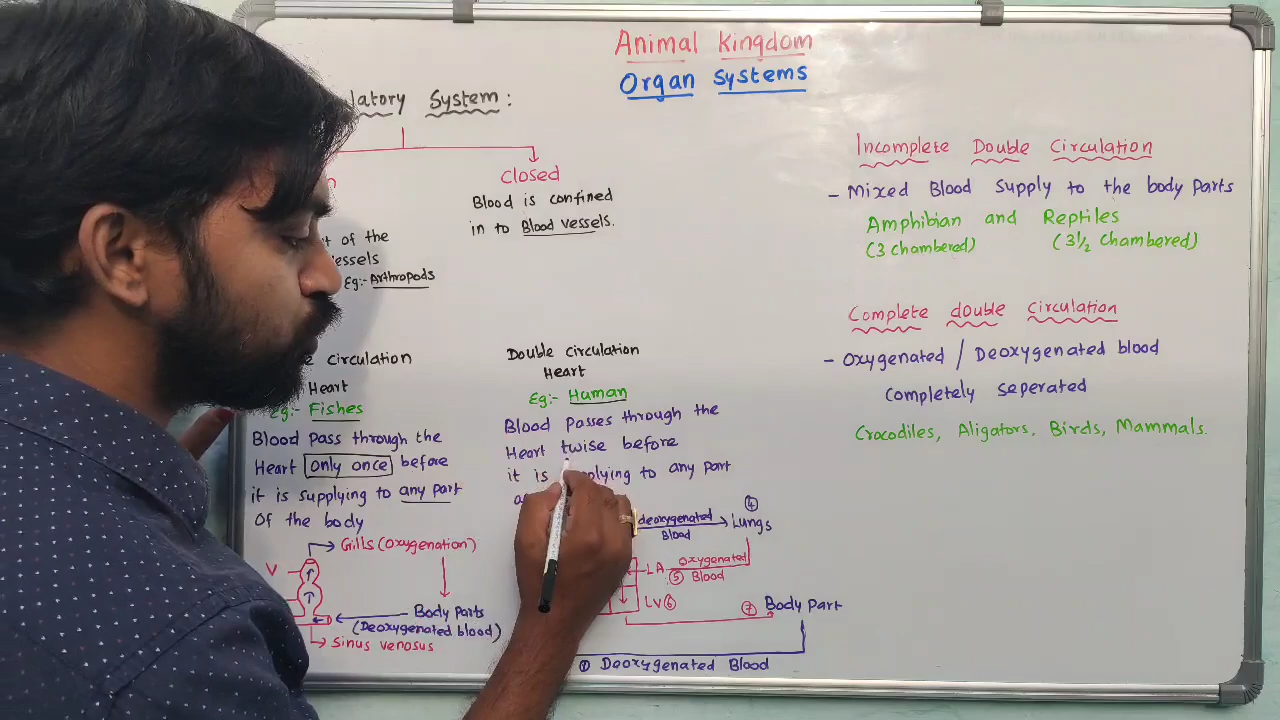 Animal Kingdom
Organ Systems
latory System:
Closed
Blood is confined
in to Blood vessels.
of the
Eg:- Arthropods
circulation
Heart
Eg:- Fishes
Blood pass through the
Heart only once before
it is supplying to any part
Of the body
Gills (Oxygenation)
V
Body Parts
(Deoxygenated blood)
Sinus venosus
Double circulation
Heart
Eg:- Human
Blood Passes through the
Heart twise before
it is plying to any part
deoxygenated
Blood
Lungs
④
LA
Oxygenated
⑤ Blood
LV ⑥
⑦ Body Part
① Deoxygenated Blood
Incomplete Double Circulation
- Mixed Blood Supply to the body Parts
Amphibian and Reptiles
(3 chambered) (3½ chambered)
Complete double circulation
- Oxygenated / Deoxygenated blood
Completely seperated
Crocodiles, Aligators, Birds, Mammals.